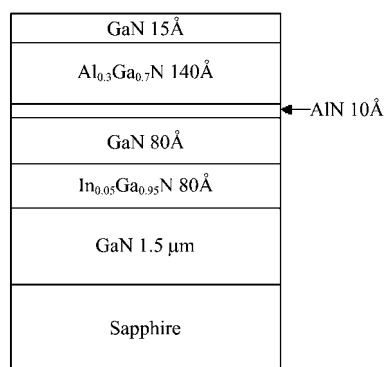 GaN 15Å
Al₀.₃Ga₀.₇N 140Å
AlN 10Å
GaN 80Å
In₀.₀₅Ga₀.₉₅N 80Å
GaN 1.5 μm
Sapphire